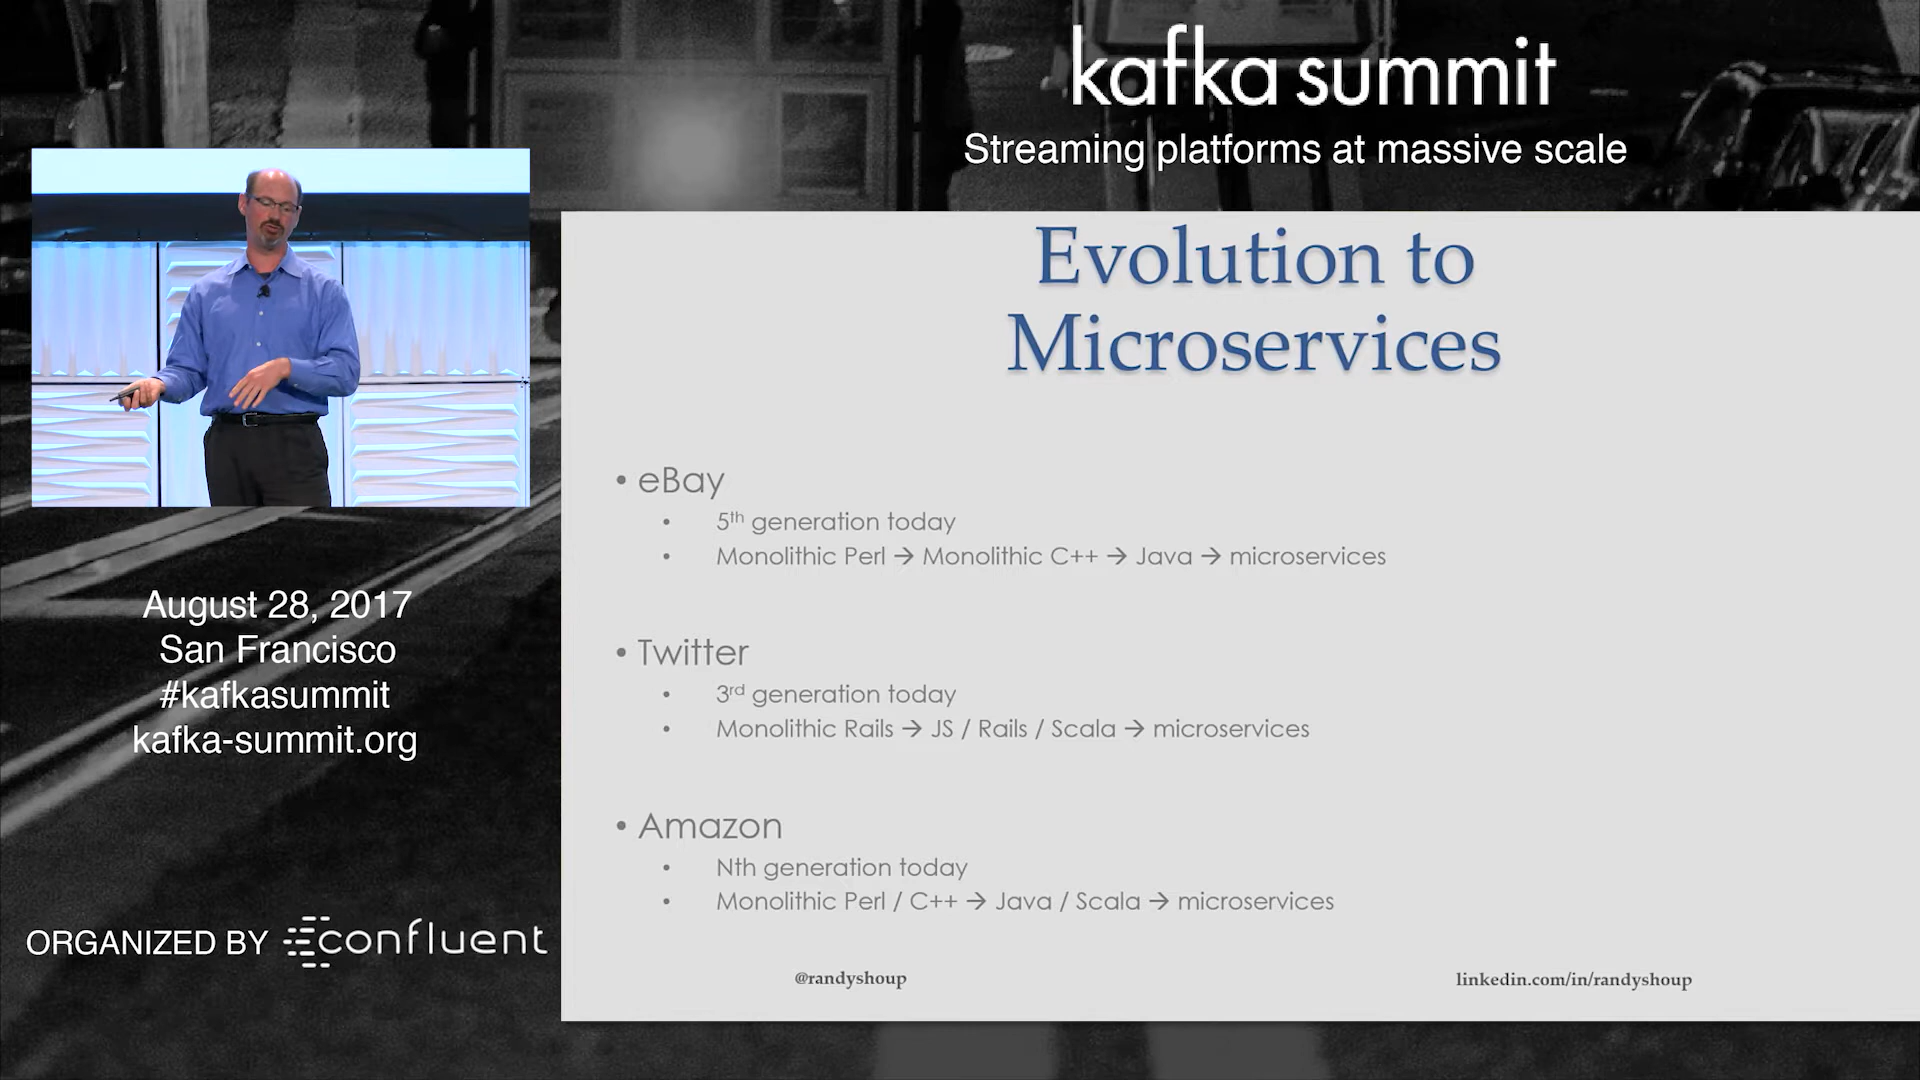 kafka summit
Streaming platforms at massive scale
Evolution to
Microservices
• eBay
• 5th generation today
• Monolithic Perl → Monolithic C++ → Java → microservices
• Twitter
• 3rd generation today
• Monolithic Rails → JS / Rails / Scala → microservices
• Amazon
• Nth generation today
• Monolithic Perl / C++ → Java / Scala → microservices
@randyshoup
linkedin.com/in/randyshoup
August 28, 2017
San Francisco
#kafkasummit
kafka-summit.org
ORGANIZED BY confluent